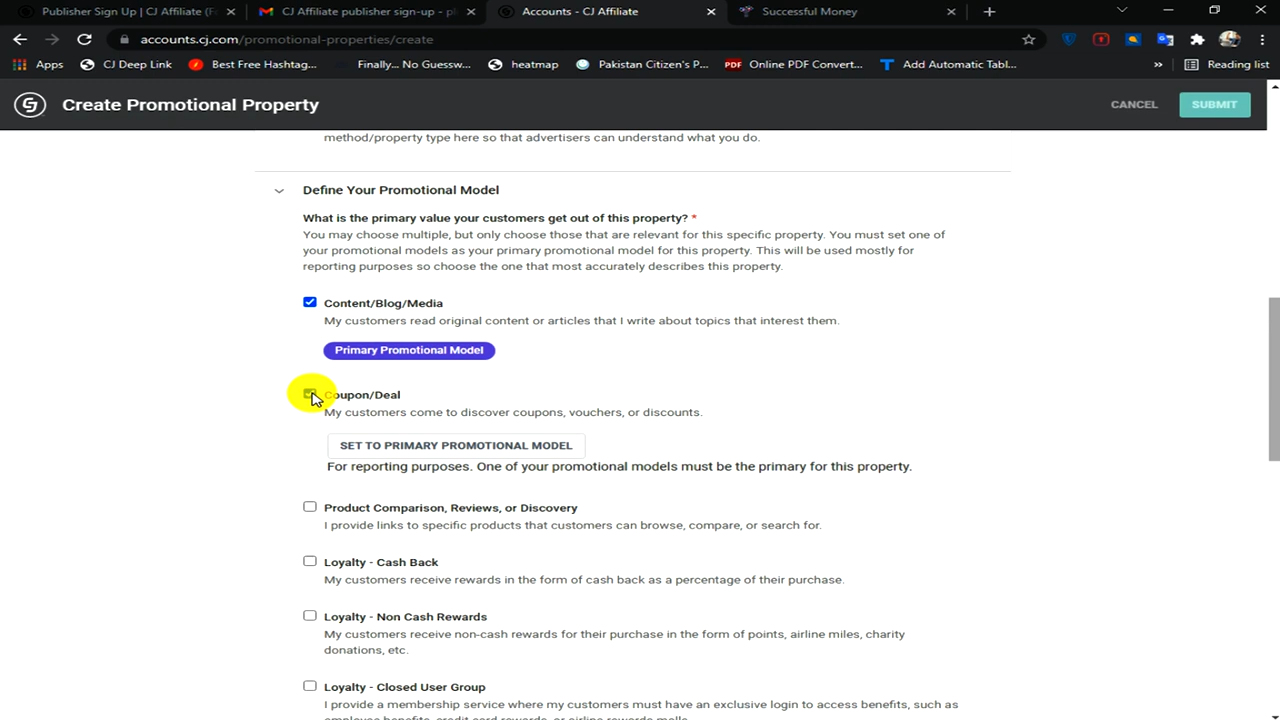 Publisher Sign Up | CJ Affiliate (F
CJ Affiliate publisher sign-up - pl
Accounts - CJ Affiliate
Successful Money
accounts.cj.com/promotional-properties/create
Apps
CJ Deep Link
Best Free Hashtag...
Finally... No Guessw...
heatmap
Pakistan Citizen's P...
PDF
Online PDF Convert...
Add Automatic Tabl...
»
Reading list
Create Promotional Property
CANCEL
SUBMIT
method/property type here so that advertisers can understand what you do.
Define Your Promotional Model
What is the primary value your customers get out of this property? *
You may choose multiple, but only choose those that are relevant for this specific property. You must set one of
your promotional models as your primary promotional model for this property. This will be used mostly for
reporting purposes so choose the one that most accurately describes this property.
Content/Blog/Media
My customers read original content or articles that I write about topics that interest them.
Primary Promotional Model
Coupon/Deal
My customers come to discover coupons, vouchers, or discounts.
SET TO PRIMARY PROMOTIONAL MODEL
For reporting purposes. One of your promotional models must be the primary for this property.
Product Comparison, Reviews, or Discovery
I provide links to specific products that customers can browse, compare, or search for.
Loyalty - Cash Back
My customers receive rewards in the form of cash back as a percentage of their purchase.
Loyalty - Non Cash Rewards
My customers receive non-cash rewards for their purchase in the form of points, airline miles, charity
donations, etc.
Loyalty - Closed User Group
I provide a membership service where my customers must have an exclusive login to access benefits, such as
employee benefits, credit card rewards, or airline rewards malls.